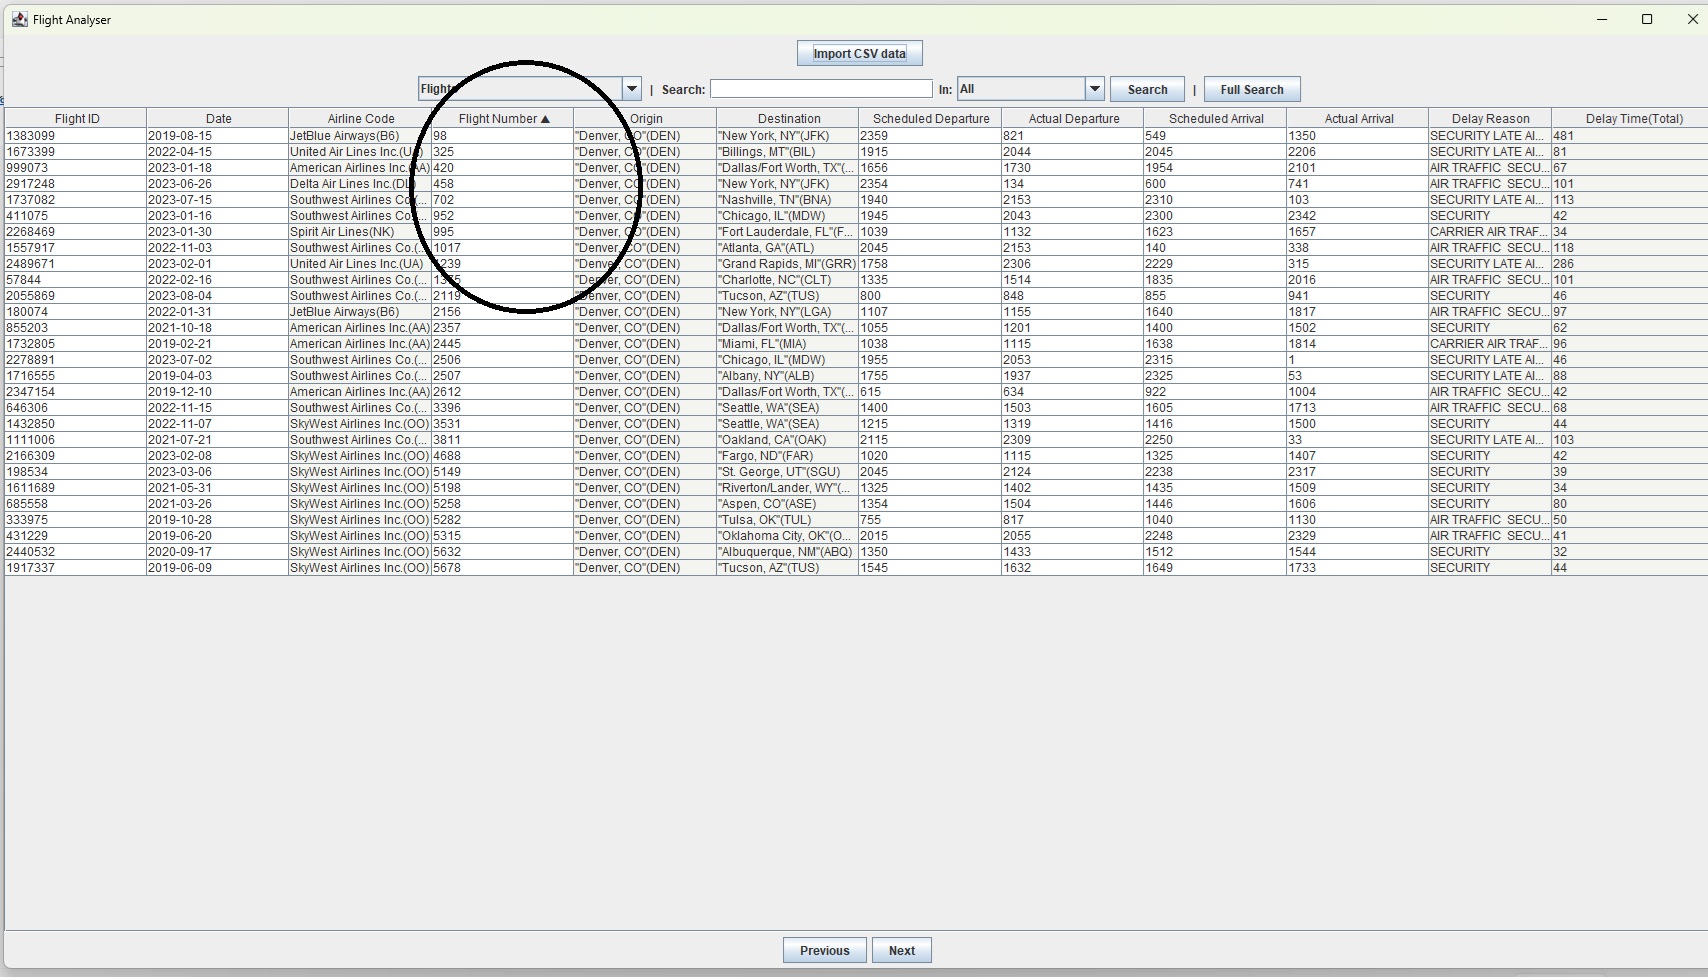 Flight Analyser
Import CSV data
Flight | Search: In: All Search | Full Search
Flight ID Date Airline Code Flight Number ▲ Origin Destination Scheduled Departure Actual Departure Scheduled Arrival Actual Arrival Delay Reason Delay Time(Total)
1383099 2019-08-15 JetBlue Airways(B6) 98 "Denver, CO"(DEN) "New York, NY"(JFK) 2359 821 549 1350 SECURITY LATE AI... 481
1673399 2022-04-15 United Air Lines Inc.(UA) 325 "Denver, CO"(DEN) "Billings, MT"(BIL) 1915 2044 2045 2206 SECURITY LATE AI... 81
999073 2023-01-18 American Airlines Inc.(AA) 420 "Denver, CO"(DEN) "Dallas/Fort Worth, TX"(... 1656 1730 1954 2101 AIR TRAFFIC  SECU... 67
2917248 2023-06-26 Delta Air Lines Inc.(DL) 458 "Denver, CO"(DEN) "New York, NY"(JFK) 2354 134 600 741 AIR TRAFFIC  SECU... 101
1737082 2023-07-15 Southwest Airlines Co.(... 702 "Denver, CO"(DEN) "Nashville, TN"(BNA) 1940 2153 2310 103 SECURITY LATE AI... 113
411075 2023-01-16 Southwest Airlines Co.(... 952 "Denver, CO"(DEN) "Chicago, IL"(MDW) 1945 2043 2300 2342 SECURITY 42
2268469 2023-01-30 Spirit Air Lines(NK) 995 "Denver, CO"(DEN) "Fort Lauderdale, FL"(F... 1039 1132 1623 1657 CARRIER AIR TRAF... 34
1557917 2022-11-03 Southwest Airlines Co.(... 1017 "Denver, CO"(DEN) "Atlanta, GA"(ATL) 2045 2153 140 338 AIR TRAFFIC  SECU... 118
2489671 2023-02-01 United Air Lines Inc.(UA) 1239 "Denver, CO"(DEN) "Grand Rapids, MI"(GRR) 1758 2306 2229 315 SECURITY LATE AI... 286
57844 2022-02-16 Southwest Airlines Co.(... "Denver, CO"(DEN) "Charlotte, NC"(CLT) 1335 1514 1835 2016 AIR TRAFFIC  SECU... 101
2055869 2023-08-04 Southwest Airlines Co.(... 2119 "Denver, CO"(DEN) "Tucson, AZ"(TUS) 800 848 855 941 SECURITY 46
180074 2022-01-31 JetBlue Airways(B6) 2156 "Denver, CO"(DEN) "New York, NY"(LGA) 1107 1155 1640 1817 AIR TRAFFIC  SECU... 97
855203 2021-10-18 American Airlines Inc.(AA) 2357 "Denver, CO"(DEN) "Dallas/Fort Worth, TX"(... 1055 1201 1400 1502 SECURITY 62
1732805 2019-02-21 American Airlines Inc.(AA) 2445 "Denver, CO"(DEN) "Miami, FL"(MIA) 1038 1115 1638 1814 CARRIER AIR TRAF... 96
2278891 2023-07-02 Southwest Airlines Co.(... 2506 "Denver, CO"(DEN) "Chicago, IL"(MDW) 1955 2053 2315 1 SECURITY LATE AI... 46
1716555 2019-04-03 Southwest Airlines Co.(... 2507 "Denver, CO"(DEN) "Albany, NY"(ALB) 1755 1937 2325 53 SECURITY LATE AI... 88
2347154 2019-12-10 American Airlines Inc.(AA) 2612 "Denver, CO"(DEN) "Dallas/Fort Worth, TX"(... 615 634 922 1004 AIR TRAFFIC  SECU... 42
646306 2022-11-15 Southwest Airlines Co.(... 3396 "Denver, CO"(DEN) "Seattle, WA"(SEA) 1400 1503 1605 1713 AIR TRAFFIC  SECU... 68
1432850 2022-11-07 SkyWest Airlines Inc.(OO) 3531 "Denver, CO"(DEN) "Seattle, WA"(SEA) 1215 1319 1416 1500 SECURITY 44
1111006 2021-07-21 Southwest Airlines Co.(... 3811 "Denver, CO"(DEN) "Oakland, CA"(OAK) 2115 2309 2250 33 SECURITY LATE AI... 103
2166309 2023-02-08 SkyWest Airlines Inc.(OO) 4688 "Denver, CO"(DEN) "Fargo, ND"(FAR) 1020 1115 1325 1407 SECURITY 42
198534 2023-03-06 SkyWest Airlines Inc.(OO) 5149 "Denver, CO"(DEN) "St. George, UT"(SGU) 2045 2124 2238 2317 SECURITY 39
1611689 2021-05-31 SkyWest Airlines Inc.(OO) 5198 "Denver, CO"(DEN) "Riverton/Lander, WY"(... 1325 1402 1435 1509 SECURITY 34
685558 2021-03-26 SkyWest Airlines Inc.(OO) 5258 "Denver, CO"(DEN) "Aspen, CO"(ASE) 1354 1504 1446 1606 SECURITY 80
333975 2019-10-28 SkyWest Airlines Inc.(OO) 5282 "Denver, CO"(DEN) "Tulsa, OK"(TUL) 755 817 1040 1130 AIR TRAFFIC  SECU... 50
431229 2019-06-20 SkyWest Airlines Inc.(OO) 5315 "Denver, CO"(DEN) "Oklahoma City, OK"(O... 2015 2055 2248 2329 AIR TRAFFIC  SECU... 41
2440532 2020-09-17 SkyWest Airlines Inc.(OO) 5632 "Denver, CO"(DEN) "Albuquerque, NM"(ABQ) 1350 1433 1512 1544 SECURITY 32
1917337 2019-06-09 SkyWest Airlines Inc.(OO) 5678 "Denver, CO"(DEN) "Tucson, AZ"(TUS) 1545 1632 1649 1733 SECURITY 44
Previous Next